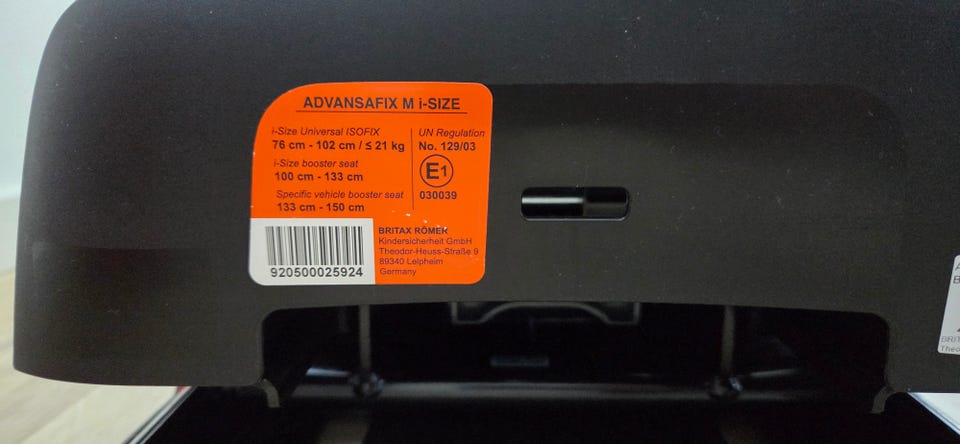 ADVANSAFIX M i-SIZE
i-Size Universal ISOFIX
76 cm - 102 cm / ≤ 21 kg
i-Size booster seat
100 cm - 133 cm
Specific vehicle booster seat
133 cm - 150 cm
UN Regulation
No. 129/03
E1
030039
920500025924
BRITAX RÖMER
Kindersicherheit GmbH
Theodor-Heuss-Straße 9
89340 Leipheim
Germany